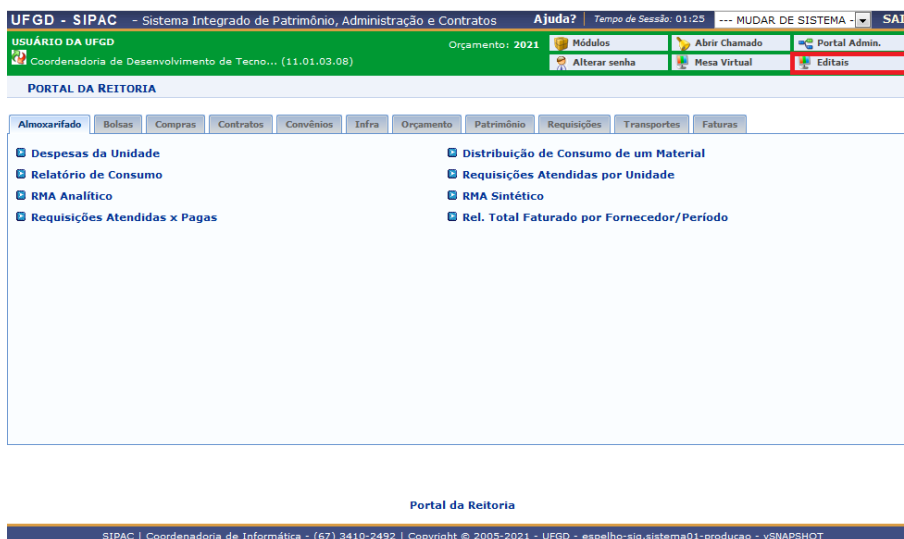 UFGD - SIPAC - Sistema Integrado de Patrimônio, Administração e Contratos Ajuda? Tempo de Sessão: 01:25 --- MUDAR DE SISTEMA - SAI
USUÁRIO DA UFGD Orçamento: 2021 Módulos Abrir Chamado Portal Admin.
Coordenadoria de Desenvolvimento de Tecno... (11.01.03.08) Alterar senha Mesa Virtual Editais
PORTAL DA REITORIA
Almoxarifado Bolsas Compras Contratos Convênios Infra Orçamento Patrimônio Requisições Transportes Faturas
Despesas da Unidade Distribuição de Consumo de um Material
Relatório de Consumo Requisições Atendidas por Unidade
RMA Analítico RMA Sintético
Requisições Atendidas x Pagas Rel. Total Faturado por Fornecedor/Período
Portal da Reitoria
SIPAC | Coordenadoria de Informática - (67) 3410-2492 | Copyright © 2005-2021 - UFGD - espelho-sig.sistema01-producao - vSNAPSHOT